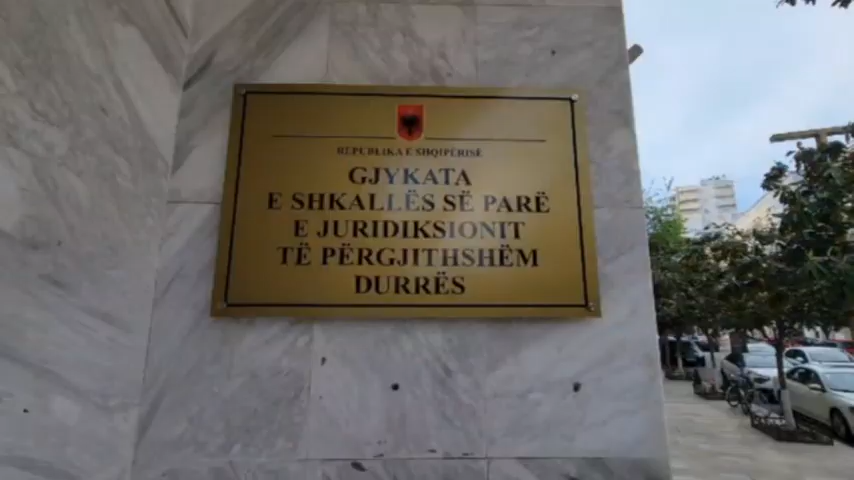 REPUBLIKA E SHQIPËRISË
GJYKATA
E SHKALLËS SË PARË
E JURIDIKSIONIT
TË PËRGJITHSHËM
DURRËS